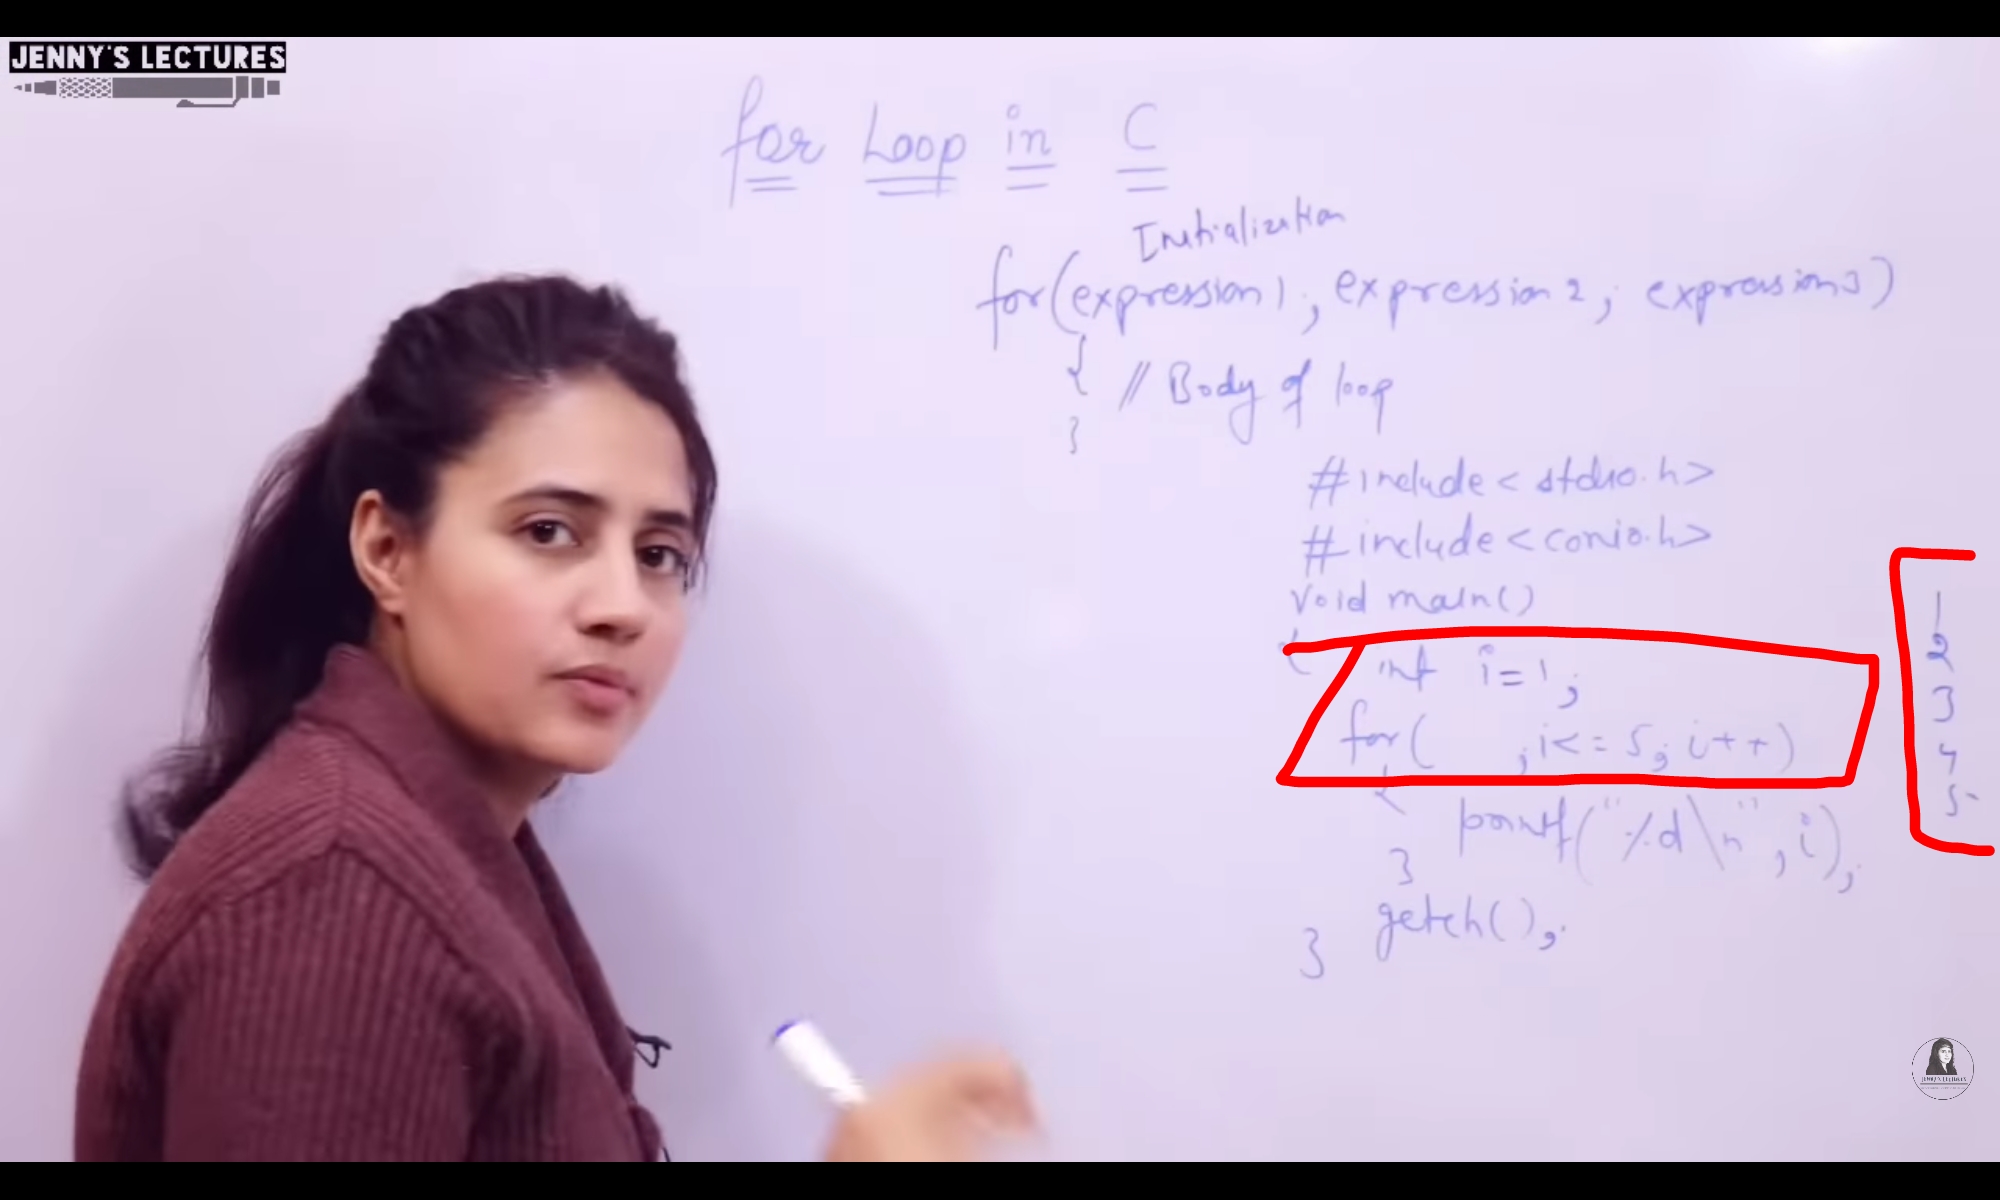 JENNY'S LECTURES
for Loop in C
Initialization
for(expression1; expression2; expression3)
{ // Body of loop
}
#include<stdio.h>
#include<conio.h>
void main()
{ int i=1;
for( ;i<=5; i++)
{
printf("%d\n",i);
}
getch();
}
1
2
3
4
5